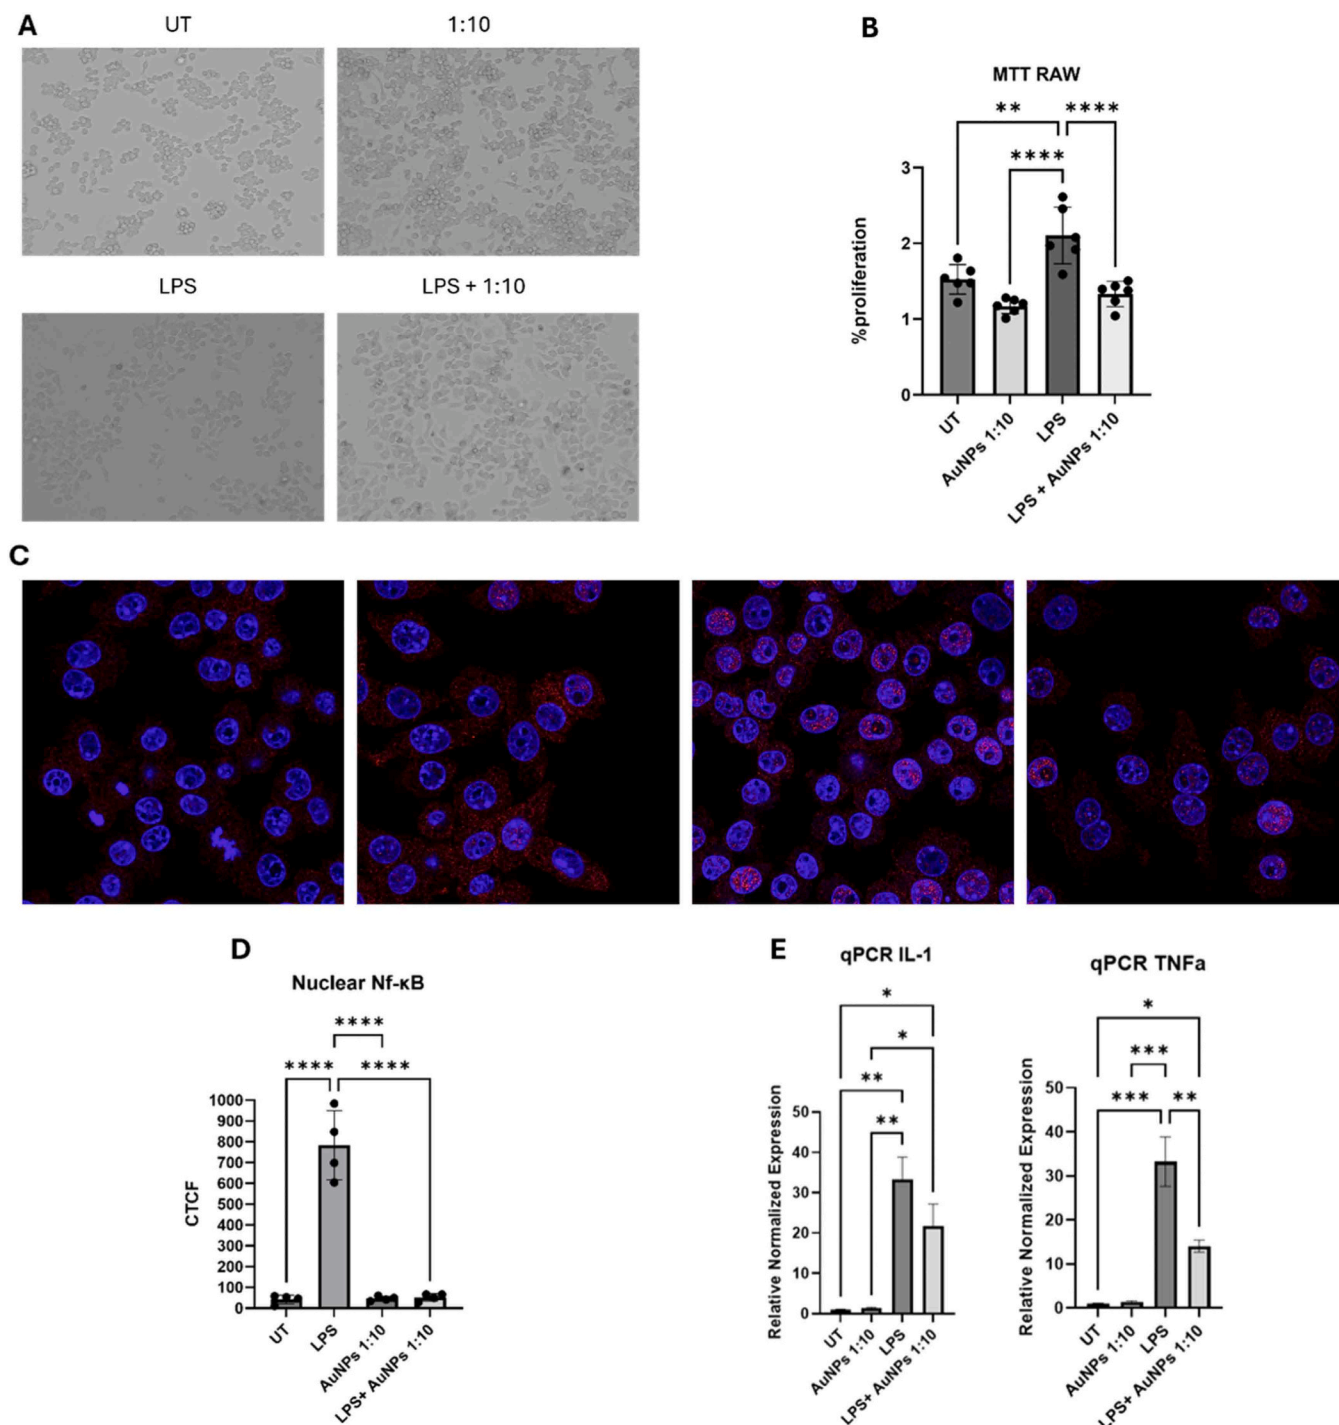 A
UT
1:10
LPS
LPS + 1:10
B
MTT RAW
** ****
****
%proliferation
3
2
1
0
UT
AuNPs 1:10
LPS
LPS + AuNPs 1:10
C
D
Nuclear Nf-κB
****
**** ****
CTCF
1000
900
800
700
600
500
400
300
200
100
0
UT
LPS
AuNPs 1:10
LPS+ AuNPs 1:10
E
qPCR IL-1
*
*
**
**
Relative Normalized Expression
50
40
30
20
10
0
UT
AuNPs 1:10
LPS
LPS+ AuNPs 1:10
qPCR TNFa
*
***
*** **
Relative Normalized Expression
50
40
30
20
10
0
UT
AuNPs 1:10
LPS
LPS+ AuNPs 1:10